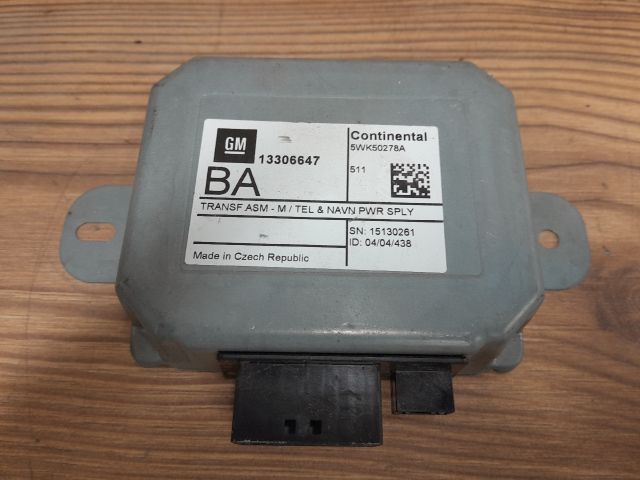 GM
13306647
BA
Continental
5WK50278A
511
TRANSF ASM - M / TEL & NAVN PWR SPLY
SN: 15130261
ID: 04/04/438
Made in Czech Republic